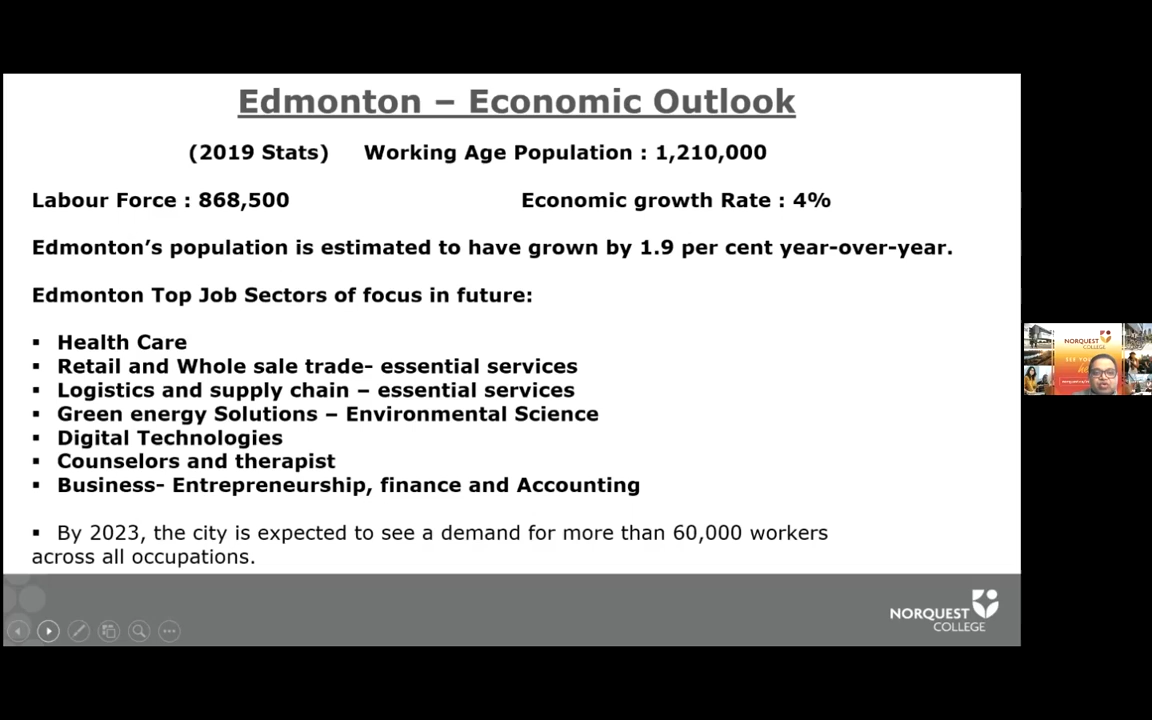 Edmonton – Economic Outlook
(2019 Stats) Working Age Population : 1,210,000
Labour Force : 868,500 Economic growth Rate : 4%
Edmonton’s population is estimated to have grown by 1.9 per cent year-over-year.
Edmonton Top Job Sectors of focus in future:
▪ Health Care
▪ Retail and Whole sale trade- essential services
▪ Logistics and supply chain – essential services
▪ Green energy Solutions – Environmental Science
▪ Digital Technologies
▪ Counselors and therapist
▪ Business- Entrepreneurship, finance and Accounting
▪ By 2023, the city is expected to see a demand for more than 60,000 workers
across all occupations.
NORQUEST
COLLEGE
NORQUEST
COLLEGE
SEE YOU